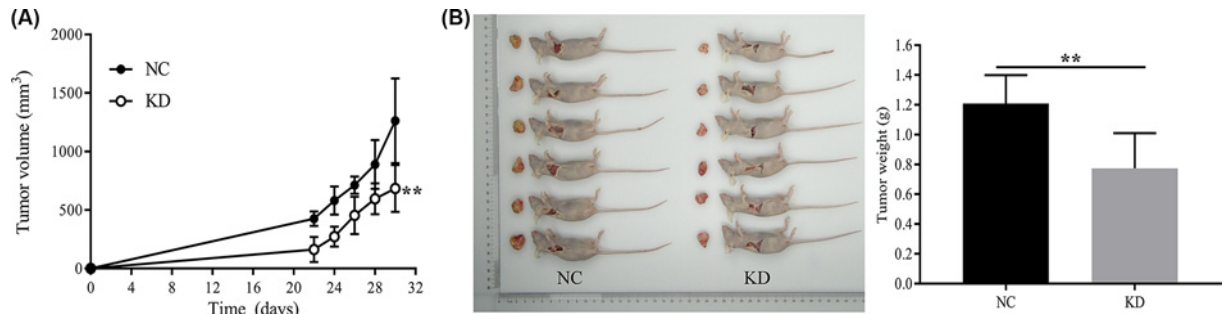 (A)
2000
1500
1000
500
0
Tumor volume (mm³)
NC
KD
**
0 4 8 12 16 20 24 28 32
Time (days)
(B)
NC KD
**
1.6
1.4
1.2
1.0
0.8
0.6
0.4
0.2
0.0
Tumor weight (g)
NC KD